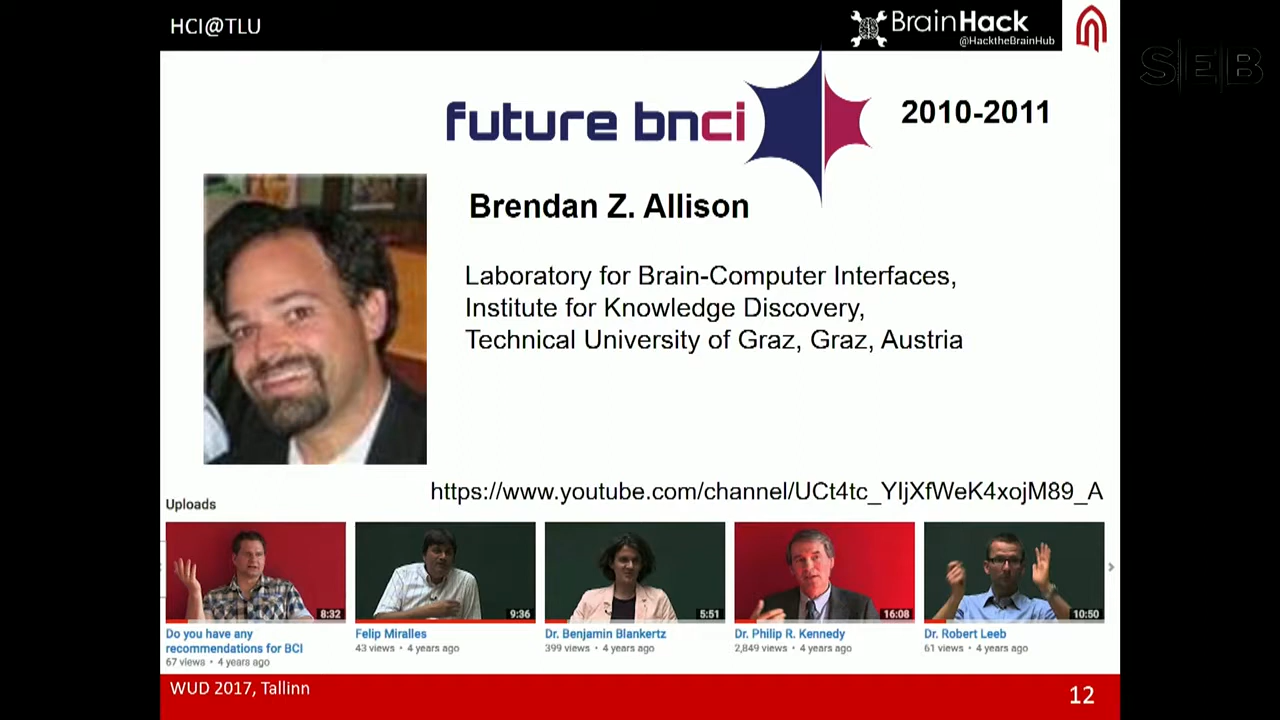 HCI@TLU
BrainHack
@HacktheBrainHub
SEB
future bnci
2010-2011
Brendan Z. Allison
Laboratory for Brain-Computer Interfaces,
Institute for Knowledge Discovery,
Technical University of Graz, Graz, Austria
https://www.youtube.com/channel/UCt4tc_YIjXfWeK4xojM89_A
Uploads
8:32
9:36
5:51
16:08
10:50
Do you have any
recommendations for BCI
67 views • 4 years ago
Felip Miralles
43 views • 4 years ago
Dr. Benjamin Blankertz
399 views • 4 years ago
Dr. Philip R. Kennedy
2,849 views • 4 years ago
Dr. Robert Leeb
61 views • 4 years ago
WUD 2017, Tallinn
12